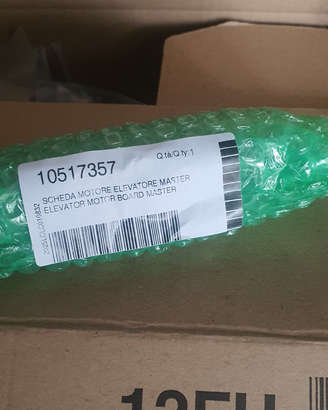 10517357
Q.tà/Q.ty:1
SCHEDA MOTORE ELEVATORE MASTER
ELEVATOR MOTOR BOARD MASTER